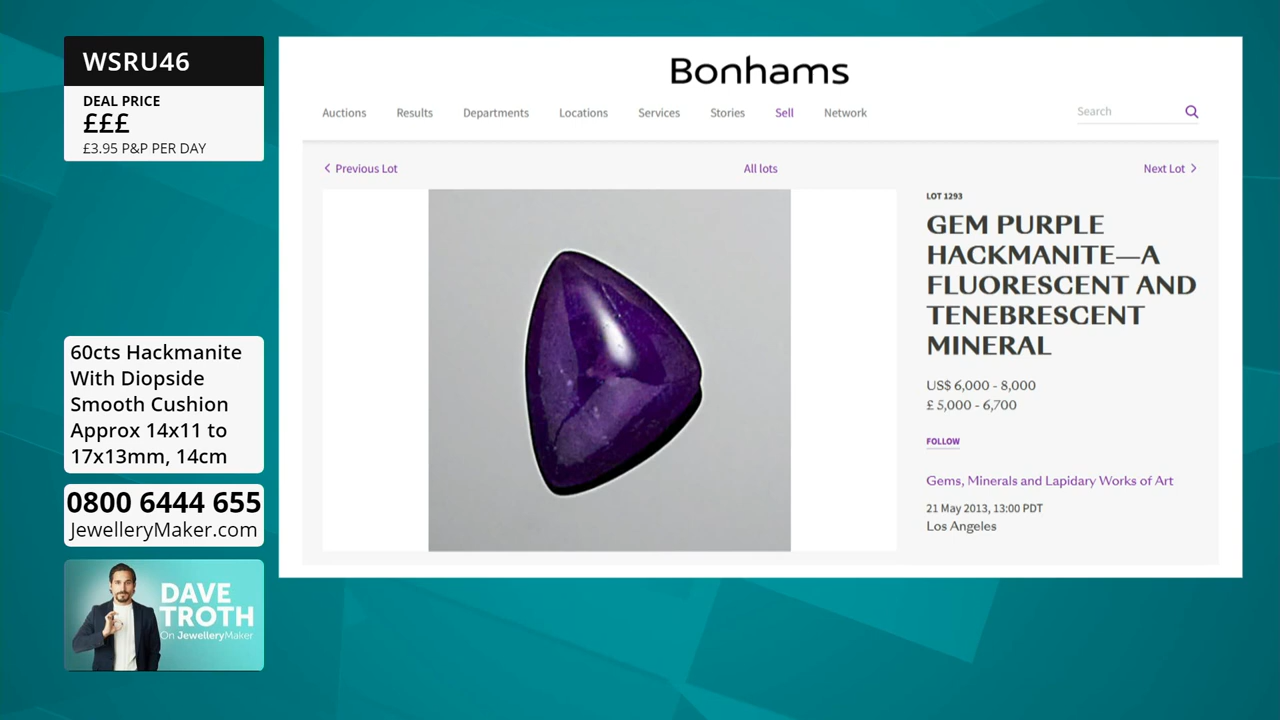 WSRU46
DEAL PRICE
£££
£3.95 P&P PER DAY
60cts Hackmanite
With Diopside
Smooth Cushion
Approx 14x11 to
17x13mm, 14cm
0800 6444 655
JewelleryMaker.com
DAVE
TROTH
On JewelleryMaker
Bonhams
Auctions Results Departments Locations Services Stories Sell Network Search
Previous Lot All lots Next Lot
LOT 1293
GEM PURPLE
HACKMANITE—A
FLUORESCENT AND
TENEBRESCENT
MINERAL
US$ 6,000 - 8,000
£ 5,000 - 6,700
FOLLOW
Gems, Minerals and Lapidary Works of Art
21 May 2013, 13:00 PDT
Los Angeles